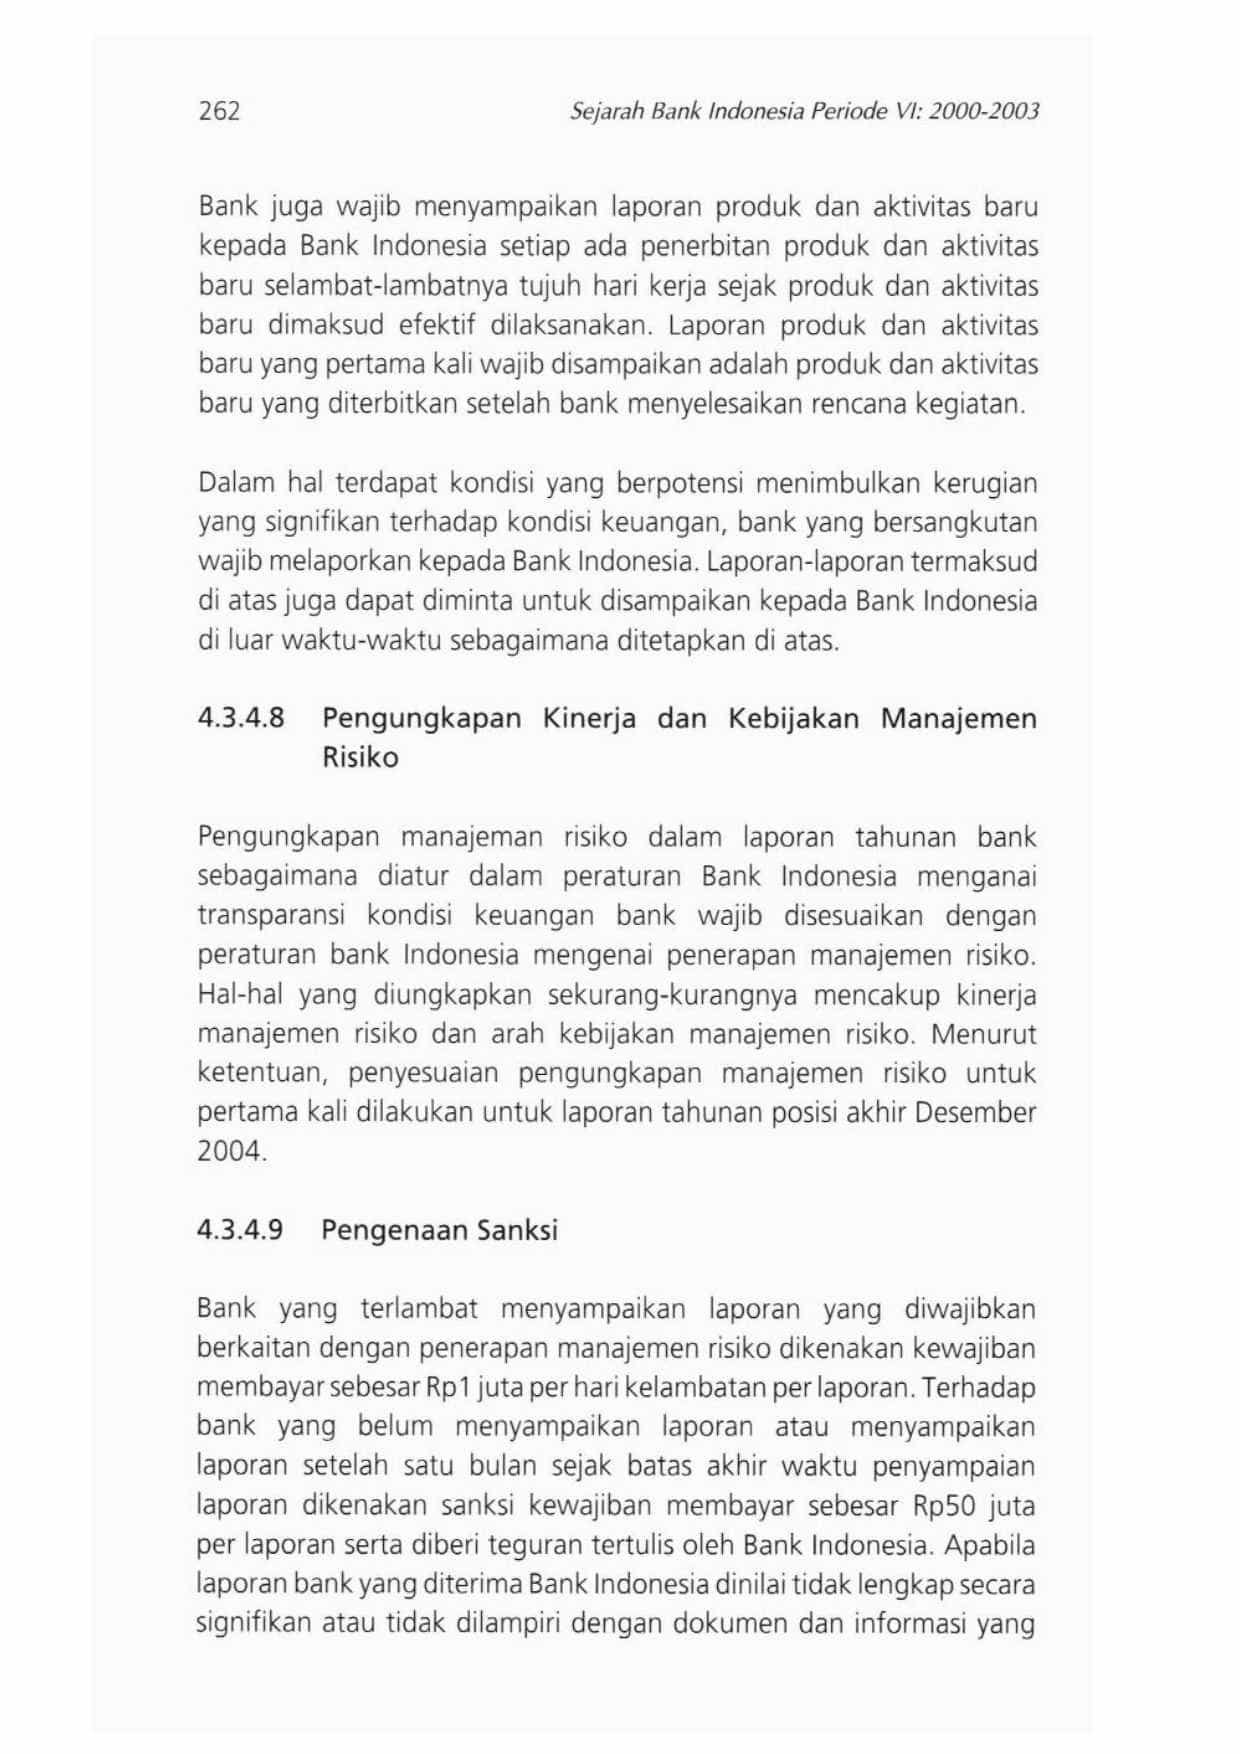 262
Sejarah Bank Indonesia Periode VI: 2000-2003
Bank juga wajib menyampaikan laporan produk dan aktivitas baru
kepada Bank Indonesia setiap ada penerbitan produk dan aktivitas
baru selambat-lambatnya tujuh hari kerja sejak produk dan aktivitas
baru dimaksud efektif dilaksanakan. Laporan produk dan aktivitas
baru yang pertama kali wajib disampaikan adalah produk dan aktivitas
baru yang diterbitkan setelah bank menyelesaikan rencana kegiatan.
Dalam hal terdapat kondisi yang berpotensi menimbulkan kerugian
yang signifikan terhadap kondisi keuangan, bank yang bersangkutan
wajib melaporkan kepada Bank Indonesia. Laporan-laporan termaksud
di atas juga dapat diminta untuk disampaikan kepada Bank Indonesia
di luar waktu-waktu sebagaimana ditetapkan di atas.
4.3.4.8 Pengungkapan Kinerja dan Kebijakan Manajemen
Risiko
Pengungkapan manajeman risiko dalam laporan tahunan bank
sebagaimana diatur dalam peraturan Bank Indonesia menganai
transparansi kondisi keuangan bank wajib disesuaikan dengan
peraturan bank Indonesia mengenai penerapan manajemen risiko.
Hal-hal yang diungkapkan sekurang-kurangnya mencakup kinerja
manajemen risiko dan arah kebijakan manajemen risiko. Menurut
ketentuan, penyesuaian pengungkapan manajemen risiko untuk
pertama kali dilakukan untuk laporan tahunan posisi akhir Desember
2004.
4.3.4.9 Pengenaan Sanksi
Bank yang terlambat menyampaikan laporan yang diwajibkan
berkaitan dengan penerapan manajemen risiko dikenakan kewajiban
membayar sebesar Rp1 juta per hari kelambatan per laporan. Terhadap
bank yang belum menyampaikan laporan atau menyampaikan
laporan setelah satu bulan sejak batas akhir waktu penyampaian
laporan dikenakan sanksi kewajiban membayar sebesar Rp50 juta
per laporan serta diberi teguran tertulis oleh Bank Indonesia. Apabila
laporan bank yang diterima Bank Indonesia dinilai tidak lengkap secara
signifikan atau tidak dilampiri dengan dokumen dan informasi yang